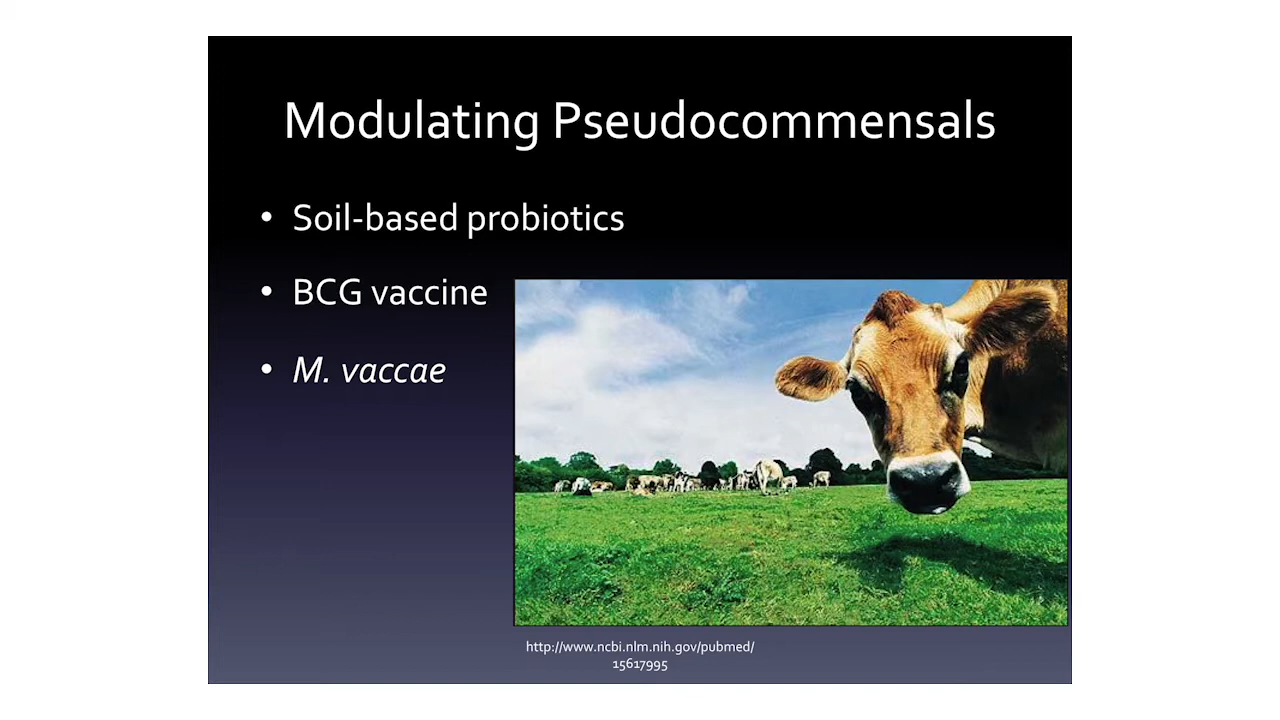 Modulating Pseudocommensals
• Soil-based probiotics
• BCG vaccine
• M. vaccae
http://www.ncbi.nlm.nih.gov/pubmed/
15617995